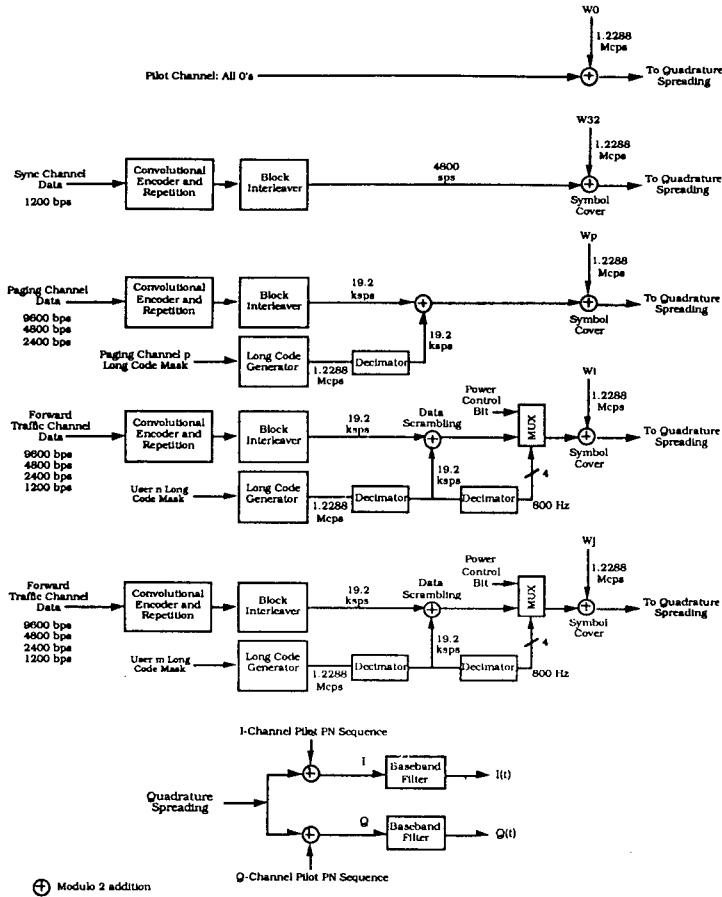 W0
1.2288
Mcps
Pilot Channel: All 0's
To Quadrature
Spreading
W32
1.2288
Mcps
Sync Channel
Data
1200 bps
Convolutional
Encoder and
Repetition
Block
Interleaver
4800
sps
Symbol
Cover
To Quadrature
Spreading
Wp
1.2288
Mcps
Paging Channel
Data
9600 bps
4800 bps
2400 bps
Convolutional
Encoder and
Repetition
Block
Interleaver
19.2
ksps
19.2
ksps
Symbol
Cover
To Quadrature
Spreading
Paging Channel p
Long Code Mask
Long Code
Generator
1.2288
Mcps
Decimator
Forward
Traffic Channel
Data
9600 bps
4800 bps
2400 bps
1200 bps
Convolutional
Encoder and
Repetition
Block
Interleaver
19.2
ksps
Data
Scrambling
Power
Control
Bit
MUX
Wi
1.2288
Mcps
Symbol
Cover
To Quadrature
Spreading
User n Long
Code Mask
Long Code
Generator
1.2288
Mcps
Decimator
19.2
ksps
Decimator
4
800 Hz
Forward
Traffic Channel
Data
9600 bps
4800 bps
2400 bps
1200 bps
Convolutional
Encoder and
Repetition
Block
Interleaver
19.2
ksps
Data
Scrambling
Power
Control
Bit
MUX
Wj
1.2288
Mcps
Symbol
Cover
To Quadrature
Spreading
User m Long
Code Mask
Long Code
Generator
1.2288
Mcps
Decimator
19.2
ksps
Decimator
4
800 Hz
I-Channel Pilot PN Sequence
I
Baseband
Filter
I(t)
Quadrature
Spreading
Q
Baseband
Filter
Q(t)
Q-Channel Pilot PN Sequence
Modulo 2 addition